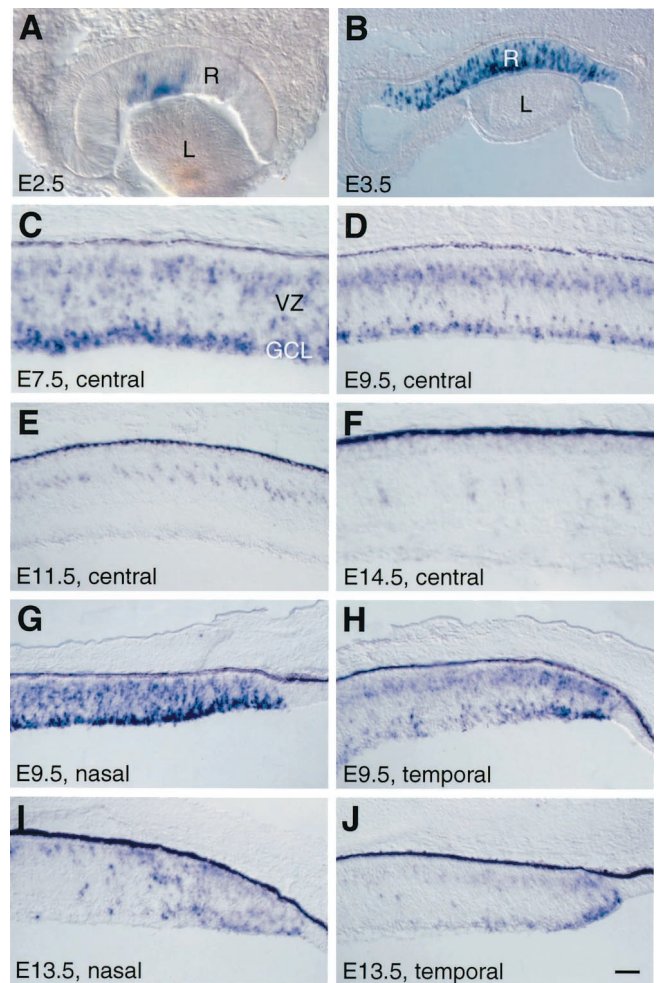 A
R
L
E2.5
B
R
L
E3.5
C
VZ
GCL
E7.5, central
D
E9.5, central
E
E11.5, central
F
E14.5, central
G
E9.5, nasal
H
E9.5, temporal
I
E13.5, nasal
J
E13.5, temporal